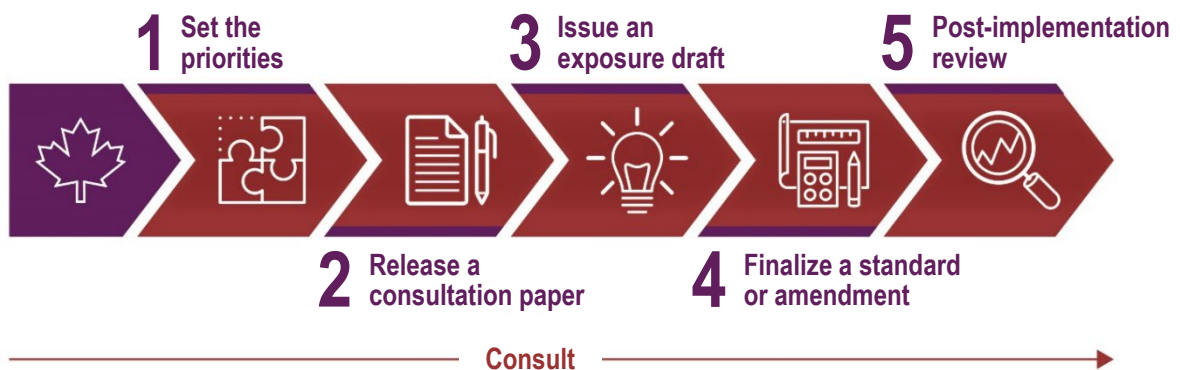 1 Set the
priorities
2 Release a
consultation paper
3 Issue an
exposure draft
4 Finalize a standard
or amendment
5 Post-implementation
review
Consult